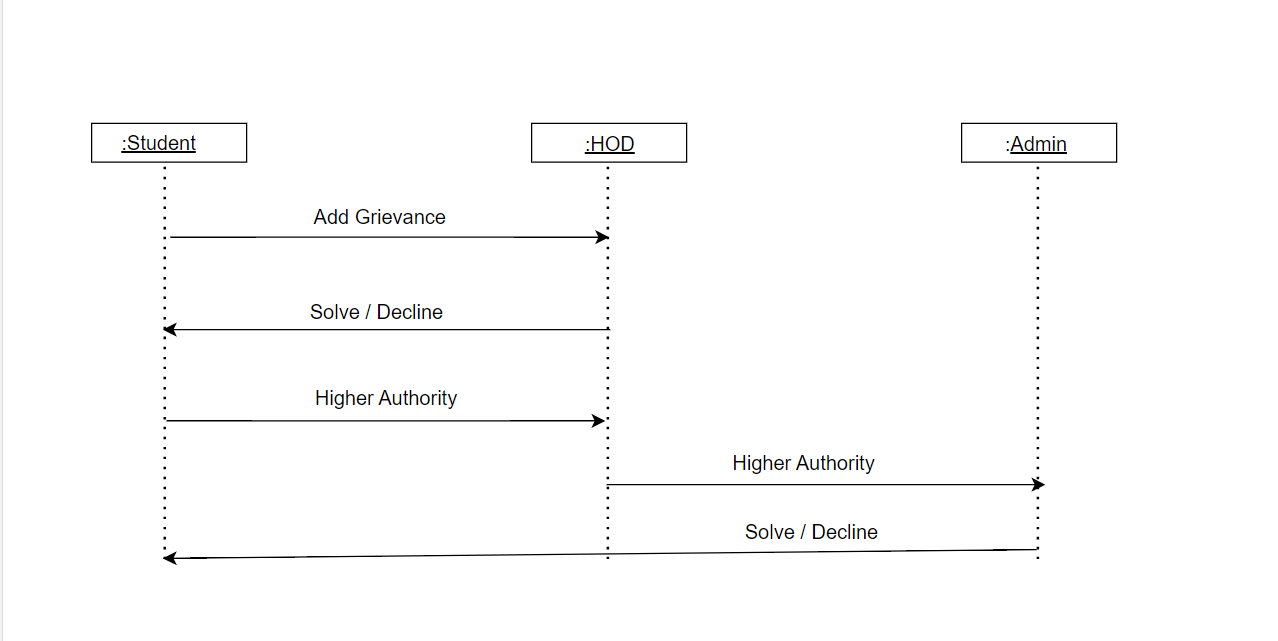 :Student
:HOD
:Admin
Add Grievance
Solve / Decline
Higher Authority
Higher Authority
Solve / Decline